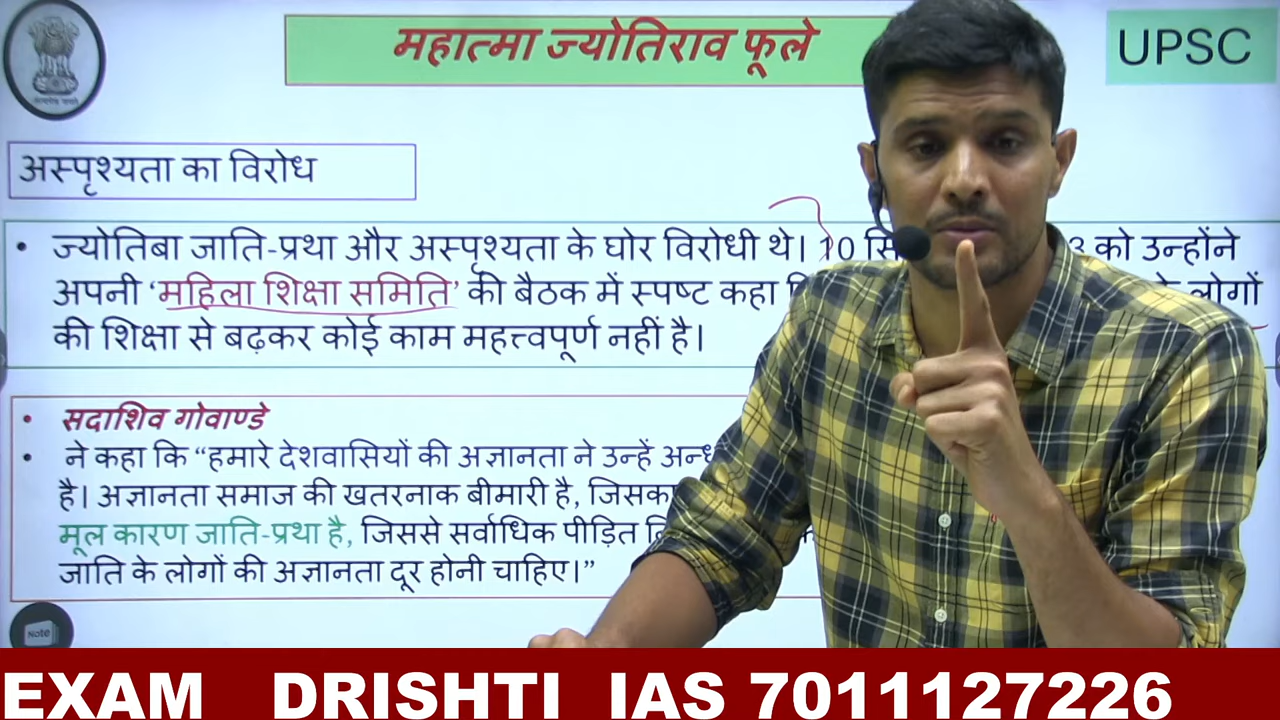 महात्मा ज्योतिराव फूले
UPSC
अस्पृश्यता का विरोध
• ज्योतिबा जाति-प्रथा और अस्पृश्यता के घोर विरोधी थे। 10 को उन्होंने
अपनी ‘महिला शिक्षा समिति’ की बैठक में स्पष्ट कहा लोगों
की शिक्षा से बढ़कर कोई काम महत्त्वपूर्ण नहीं है।
• सदाशिव गोवाण्डे
• ने कहा कि “हमारे देशवासियों की अज्ञानता ने उन्हें
है। अज्ञानता समाज की खतरनाक बीमारी है,
मूल कारण जाति-प्रथा है, जिससे सर्वाधिक पीड़ित
जाति के लोगों की अज्ञानता दूर होनी चाहिए।”
Note
EXAM DRISHTI IAS 7011127226